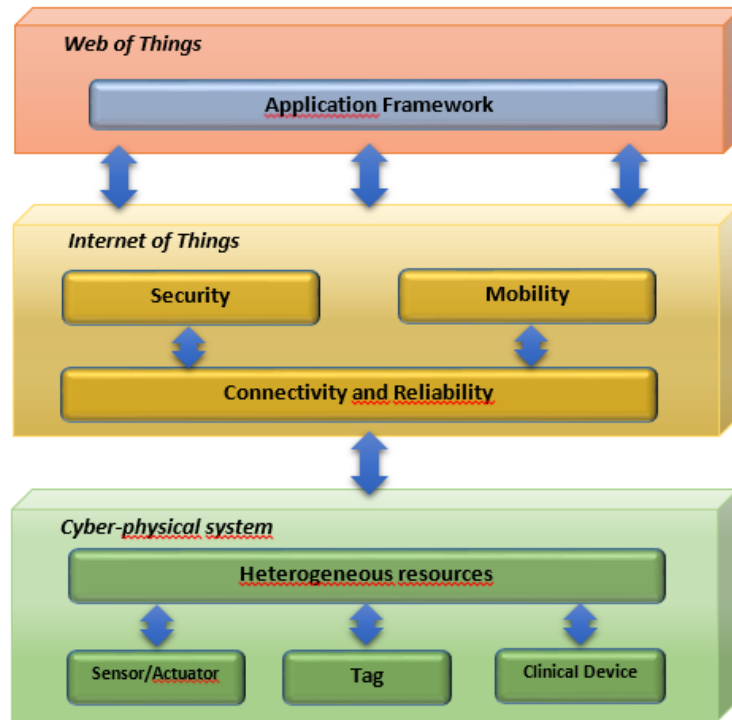 Web of Things
Application Framework
Internet of Things
Security
Mobility
Connectivity and Reliability
Cyber-physical system
Heterogeneous resources
Sensor/Actuator
Tag
Clinical Device